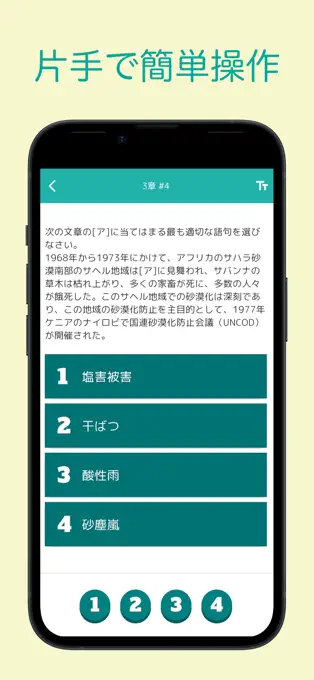 片手で簡単操作
3章 #4
TT
次の文章の[ア]に当てはまる最も適切な語句を選び
なさい。
1968年から1973年にかけて、アフリカのサハラ砂
漠南部のサヘル地域は[ア]に見舞われ、サバンナの
草木は枯れ上がり、多くの家畜が死に、多数の人々
が餓死した。このサヘル地域での砂漠化は深刻であ
り、この地域の砂漠化防止を主目的として、1977年
ケニアのナイロビで国連砂漠化防止会議（UNCOD）
が開催された。
1 塩害被害
2 干ばつ
3 酸性雨
4 砂塵嵐
1 2 3 4